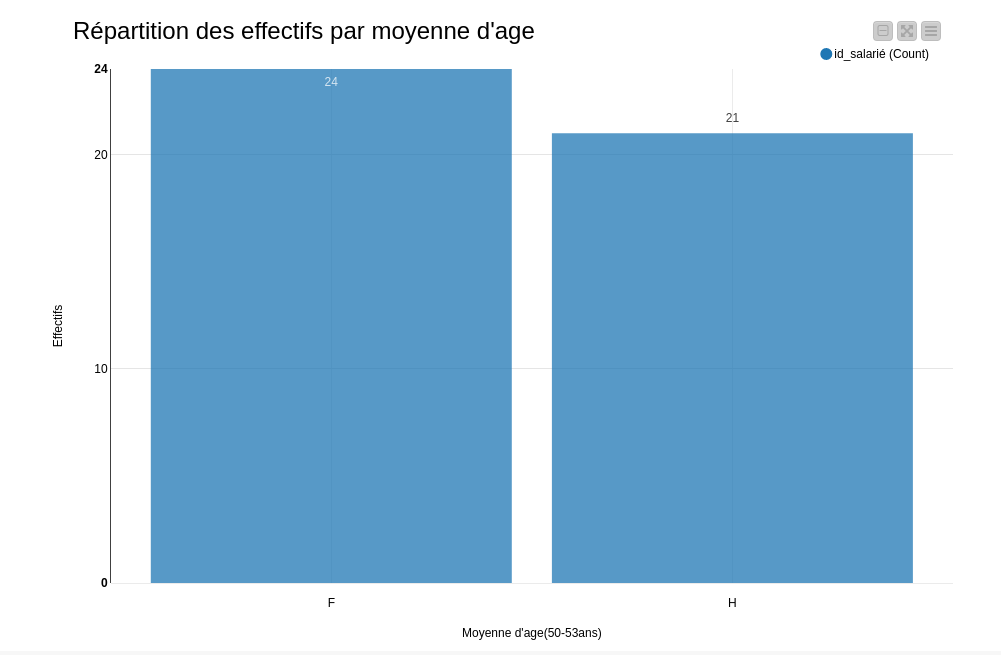 Répartition des effectifs par moyenne d'age
id_salarié (Count)
24
24
21
20
10
0
Effectifs
F
H
Moyenne d'age(50-53ans)